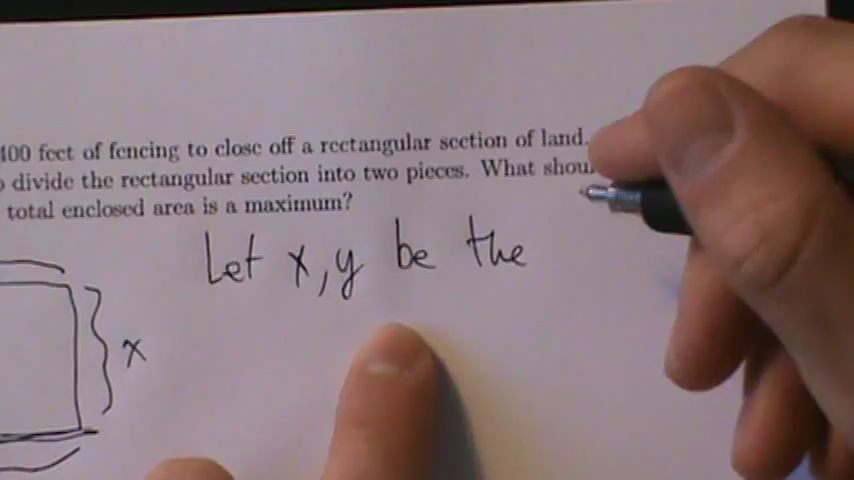 400 feet of fencing to close off a rectangular section of land.
divide the rectangular section into two pieces. What
total enclosed area is a maximum?
Let x, y be the
x